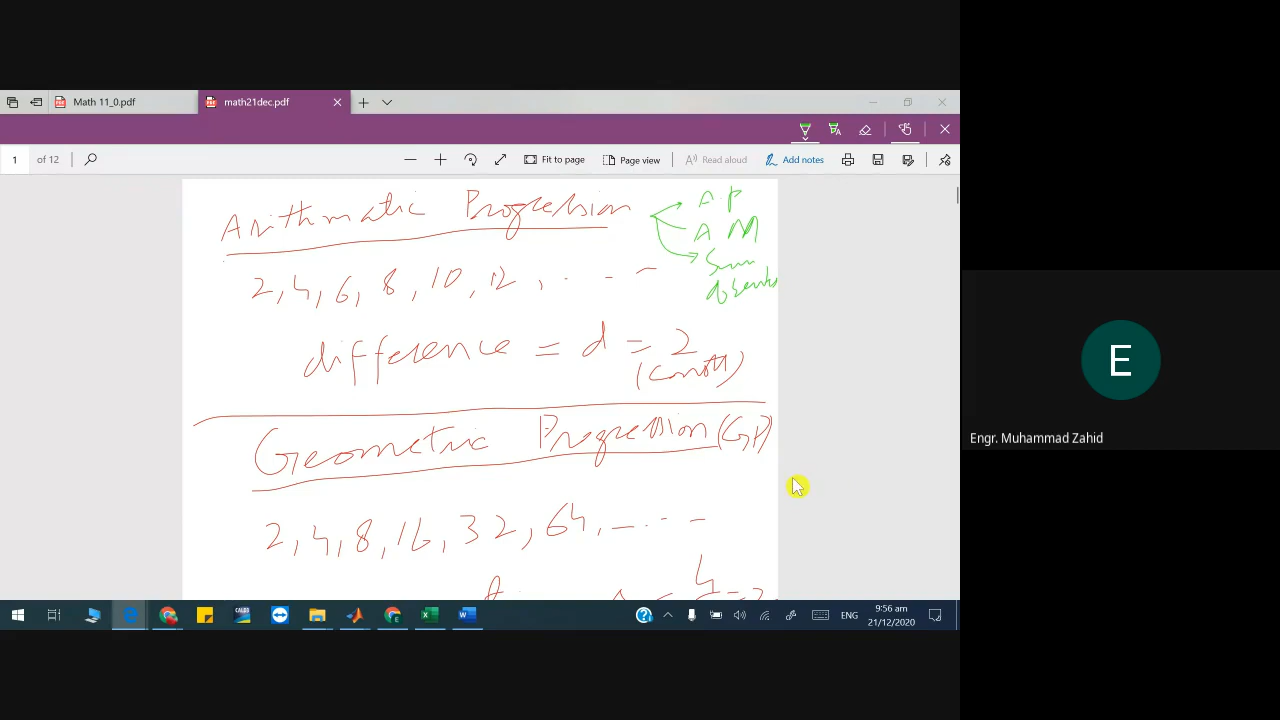 Math 11_0.pdf
math21dec.pdf
1 of 12
Fit to page
Page view
Read aloud
Add notes
Arithmatic Progression
A.P
A M
Sum
2, 4, 6, 8, 10, 12, . . . -
difference = d = 2
Geometric Progression (GP)
2, 4, 8, 16, 32, 64, - . . . -
E
Engr. Muhammad Zahid
ENG
9:56 am
21/12/2020